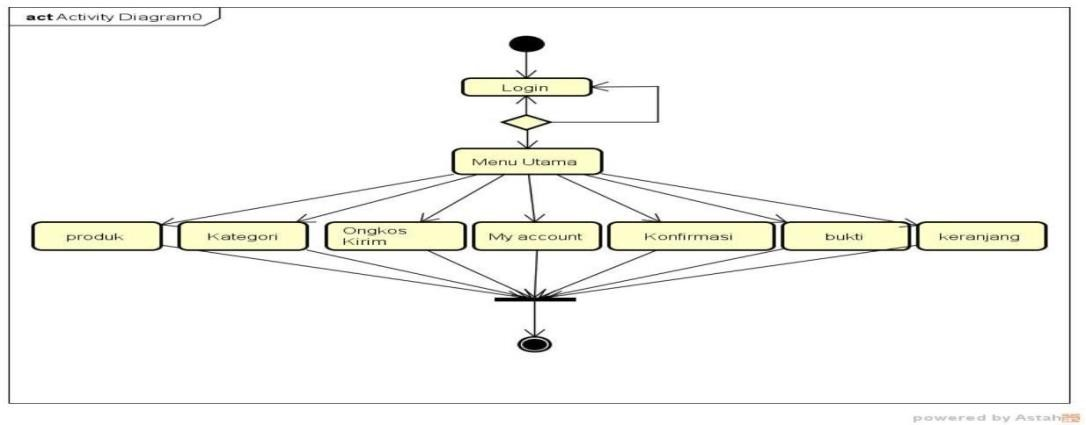 act Activity Diagram0
Login
Menu Utama
produk
Kategori
Ongkos
Kirim
My account
Konfirmasi
bukti
keranjang
powered by Astah